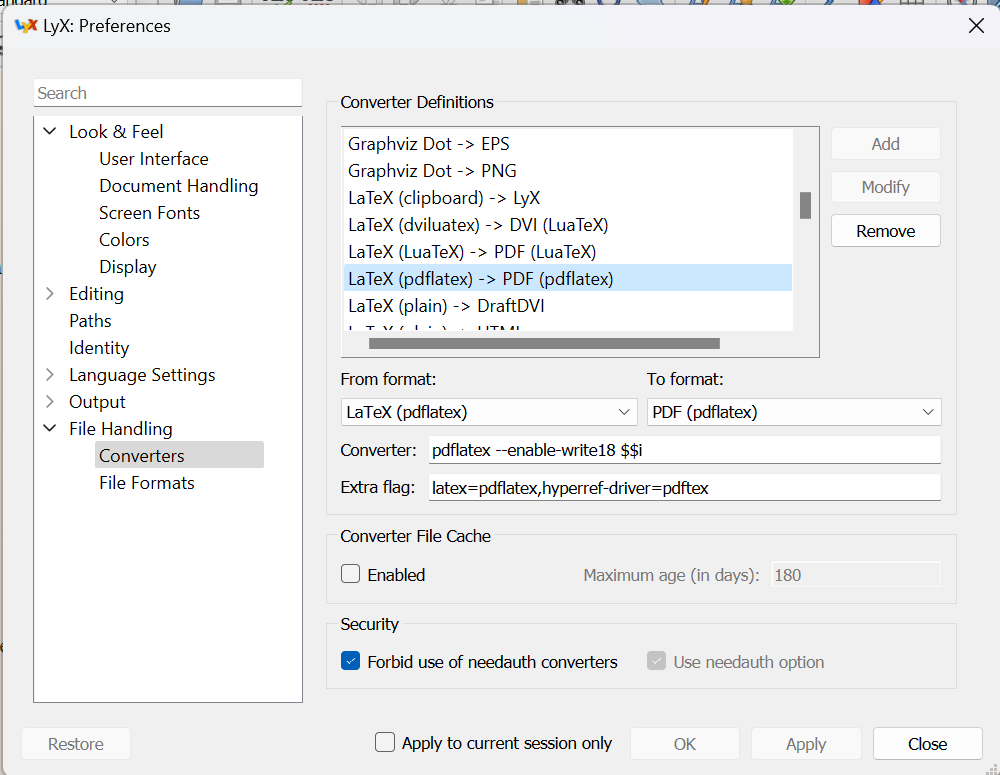 LyX: Preferences
Search
Look & Feel
User Interface
Document Handling
Screen Fonts
Colors
Display
Editing
Paths
Identity
Language Settings
Output
File Handling
Converters
File Formats
Converter Definitions
Graphviz Dot -> EPS
Graphviz Dot -> PNG
LaTeX (clipboard) -> LyX
LaTeX (dviluatex) -> DVI (LuaTeX)
LaTeX (LuaTeX) -> PDF (LuaTeX)
LaTeX (pdflatex) -> PDF (pdflatex)
LaTeX (plain) -> DraftDVI
LaTeX (plain) -> HTML
Add
Modify
Remove
From format:
To format:
LaTeX (pdflatex)
PDF (pdflatex)
Converter: pdflatex --enable-write18 $$i
Extra flag: latex=pdflatex,hyperref-driver=pdftex
Converter File Cache
Enabled
Maximum age (in days): 180
Security
Forbid use of needauth converters
Use needauth option
Restore
Apply to current session only
OK
Apply
Close